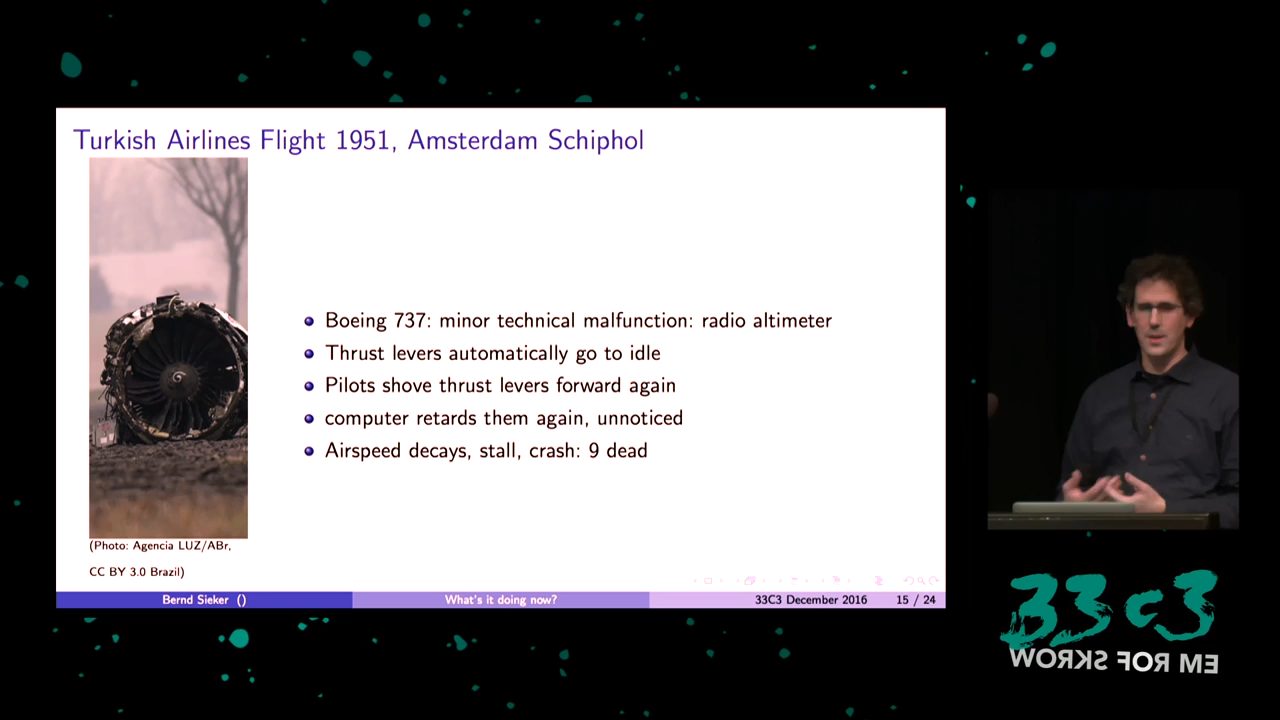 Turkish Airlines Flight 1951, Amsterdam Schiphol
Boeing 737: minor technical malfunction: radio altimeter
Thrust levers automatically go to idle
Pilots shove thrust levers forward again
computer retards them again, unnoticed
Airspeed decays, stall, crash: 9 dead
(Photo: Agencia LUZ/ABr,
CC BY 3.0 Brazil)
Bernd Sieker () What's it doing now? 33C3 December 2016 15 / 24
33C3
WORKS FOR ME